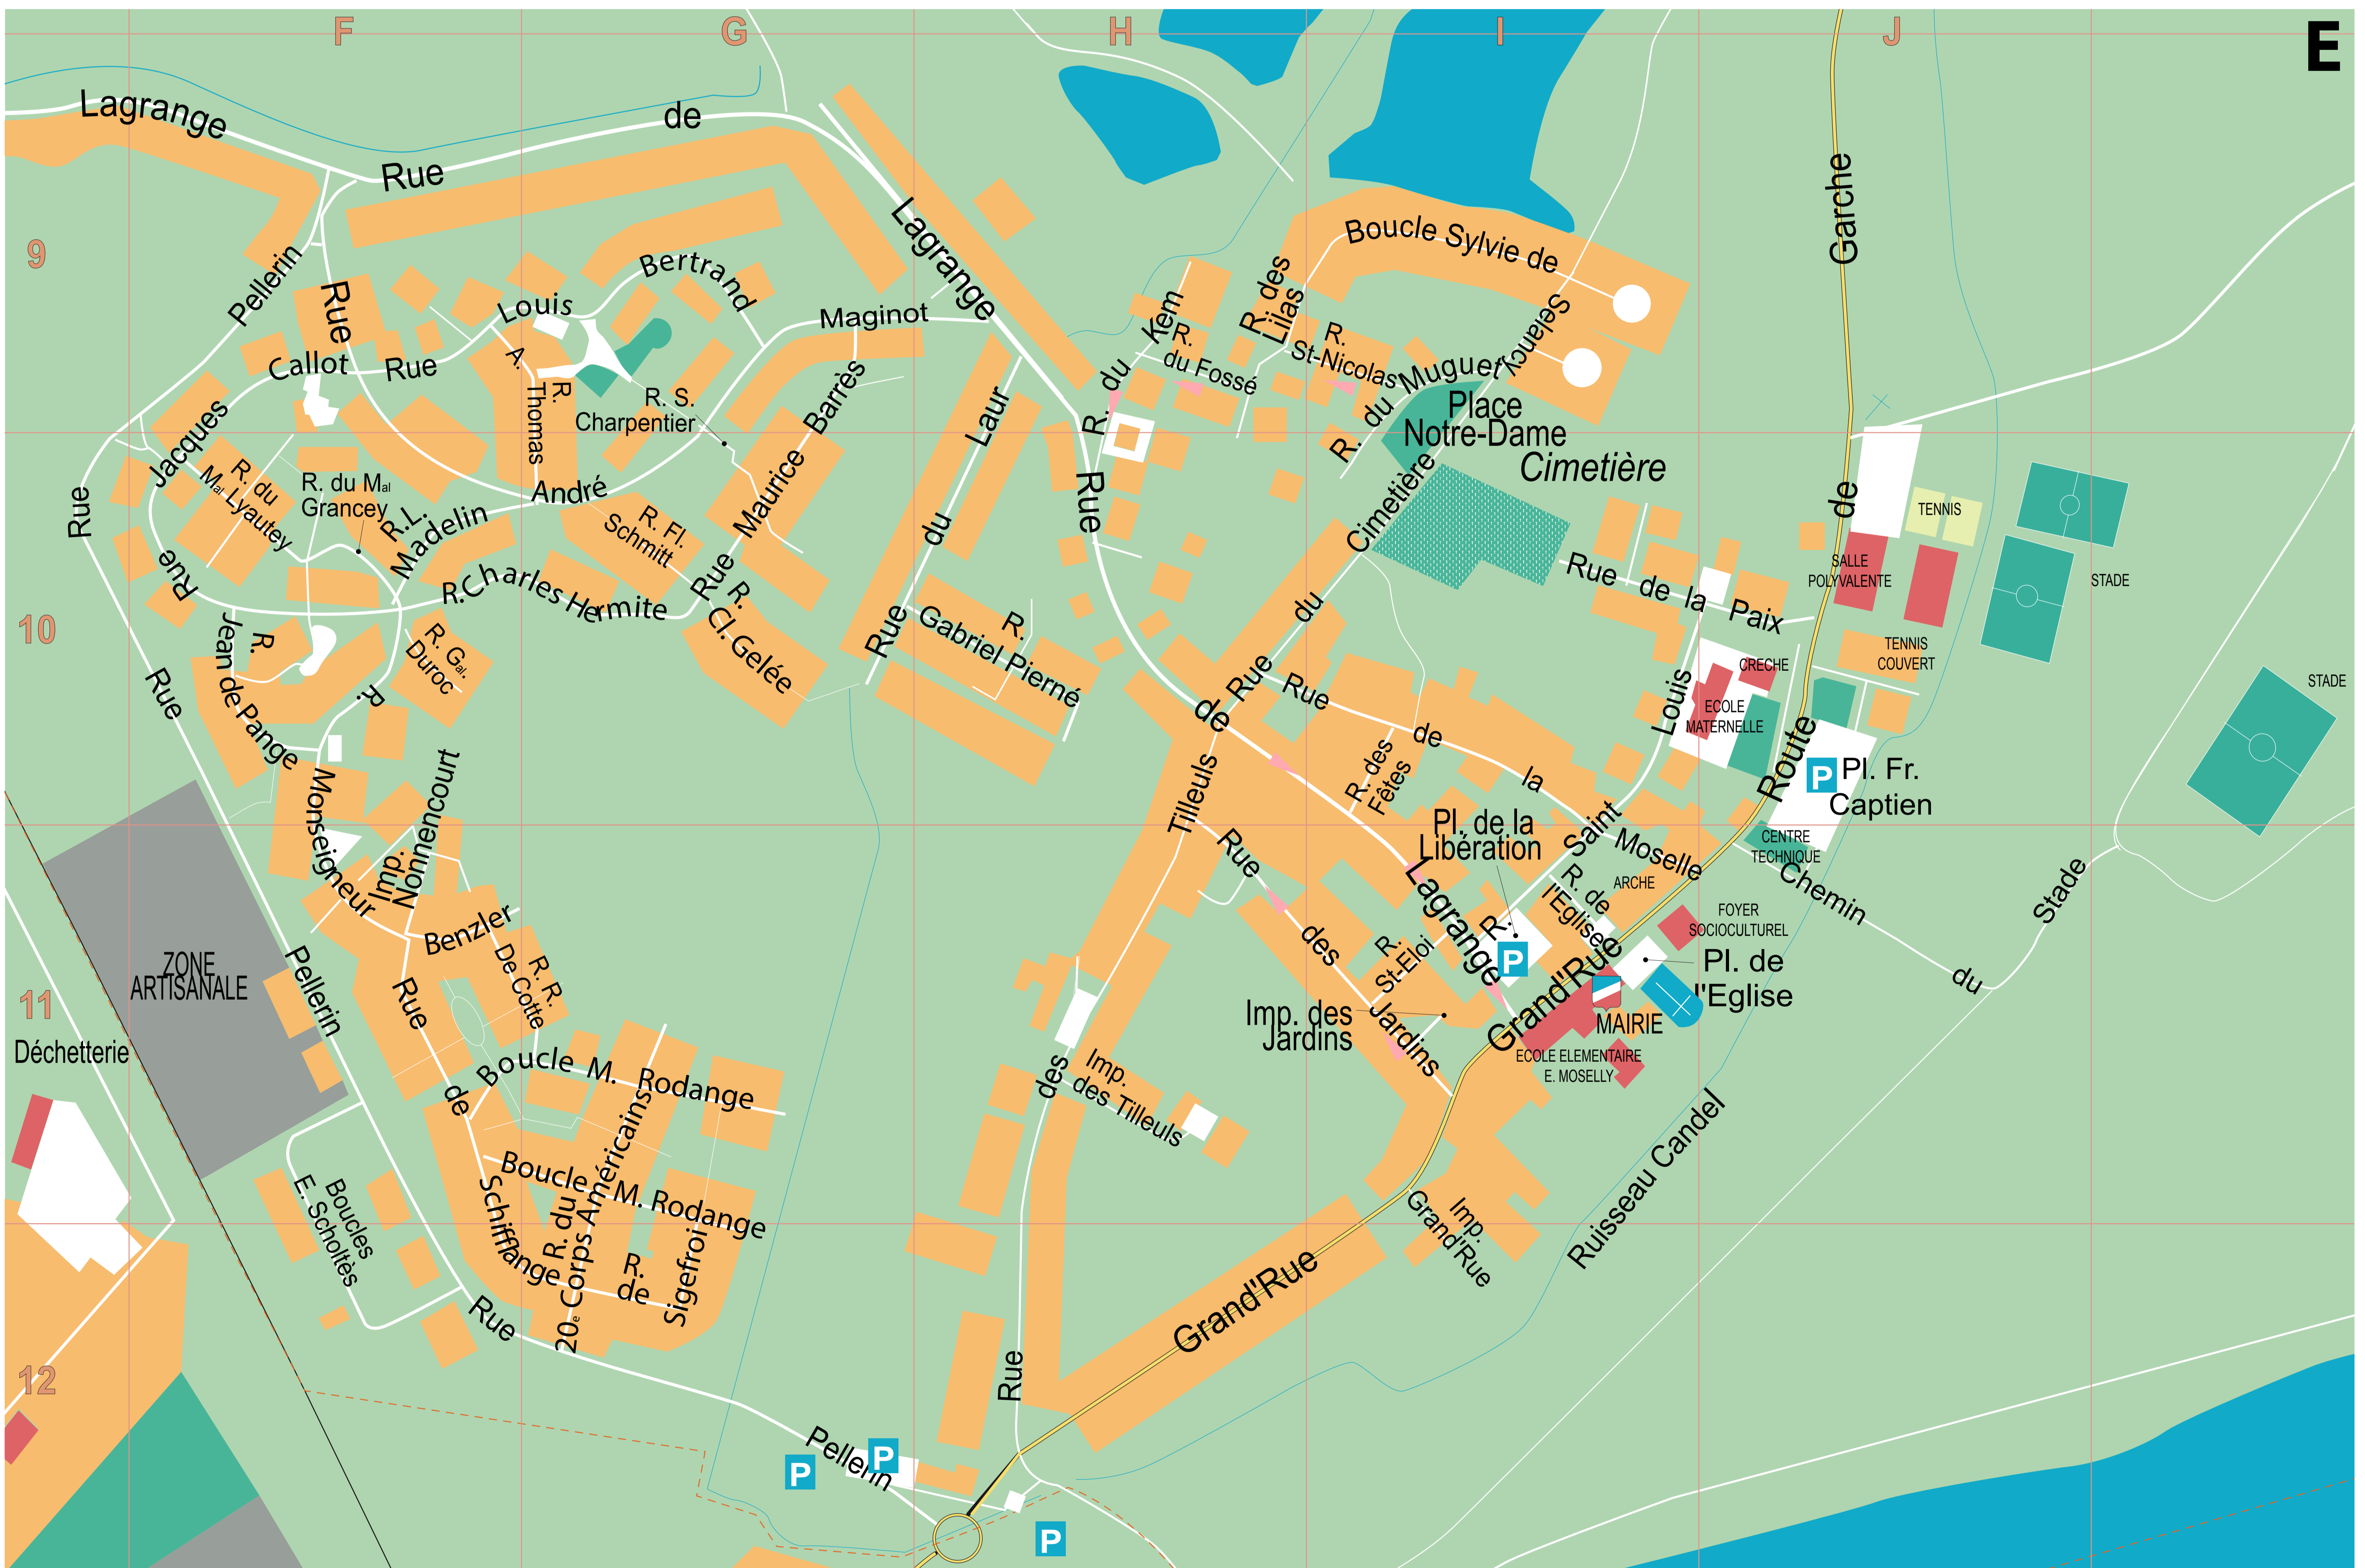 F
G
H
I
J
E
9
10
11
12
Lagrange
Rue
de
Lagrange
Garche
de
Route
Pellerin
Rue
Callot
Rue
Louis
Bertrand
Maginot
A.
R.
Thomas
R. S.
Charpentier
Jacques
Rue
R. du
Mal Lyautey
R. du Mal
Grancey
R.L.
Madelin
André
R. Fl.
Schmitt
Rue Maurice Barrès
R.Charles Hermite
R.
Cl. Gelée
Rue du Laur
R.
Gabriel Pierné
R. du Kem
R.
du Fossé
R. des
Lilas
R.
St-Nicolas
Boucle Sylvie de
Selancy
R. du Muguet
Place
Notre-Dame
Cimetière
Rue du Cimetière
Rue de la Paix
TENNIS
SALLE
POLYVALENTE
STADE
TENNIS
COUVERT
STADE
CRECHE
ECOLE
MATERNELLE
Pl. Fr.
Captien
P
CENTRE
TECHNIQUE
Chemin du Stade
Rue
Rue
R.
Jean de Pange
R. Gal.
Duroc
R.
Monseigneur
Imp.
Nonnencourt
Benzler
R. R.
De Cotte
Rue
de
Lagrange
Rue de la Moselle
R. des
Fêtes
R. Saint Louis
Pl. de la
Libération
P
R. de
l'Eglise
ARCHE
FOYER
SOCIOCULTUREL
Pl. de
l'Eglise
MAIRIE
Grand'Rue
ECOLE ELEMENTAIRE
E. MOSELLY
R.
St-Eloi
Rue des Jardins
Imp. des
Jardins
Tilleuls
des
Rue
Imp.
des Tilleuls
ZONE
ARTISANALE
Déchetterie
Pellerin
Rue de Schifflange
Boucle M. Rodange
Boucle M. Rodange
R. du
20e Corps Américains
R.
de
Sigefroi
Boucles
E. Scholtès
Rue
Pellerin
P
P
P
Grand'Rue
Imp.
Grand'Rue
Ruisseau Candel